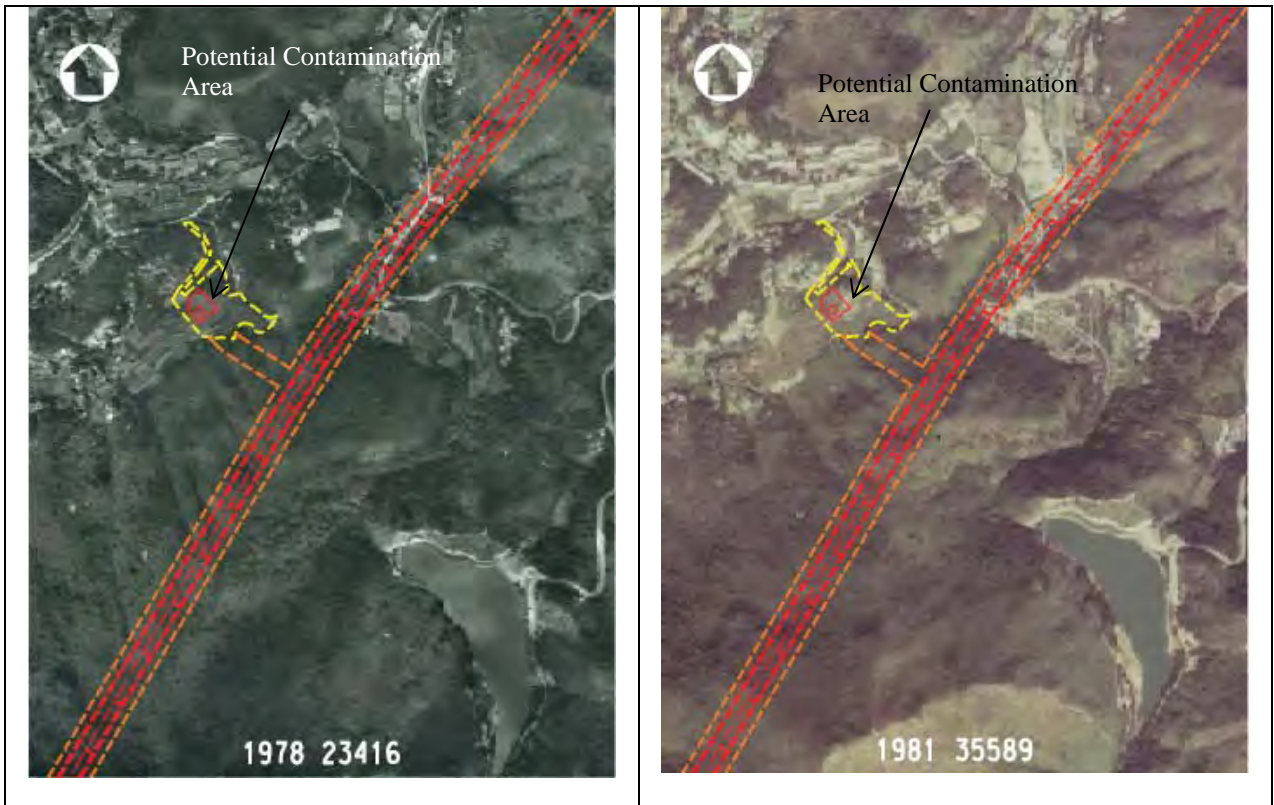 Potential Contamination
Area
1978 23416
Potential Contamination
Area
1981 35589